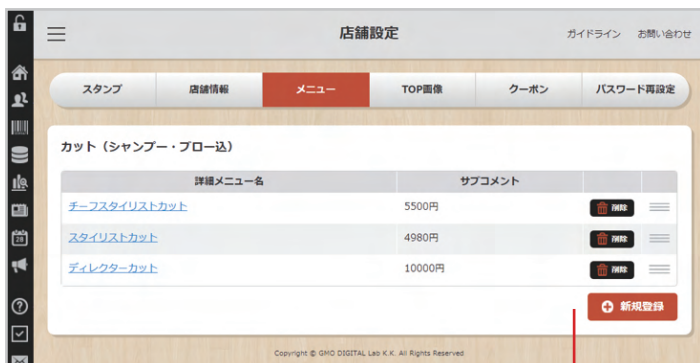 店舗設定
ガイドライン お問い合わせ
スタンプ 店舗情報 メニュー TOP画像 クーポン パスワード再設定
カット（シャンプー・ブロー込）
詳細メニュー名 サブコメント
チーフスタイリストカット 5500円 削除
スタイリストカット 4980円 削除
ディレクターカット 10000円 削除
新規登録
28
Copyright © GMO DIGITAL Lab K.K. All Rights Reserved